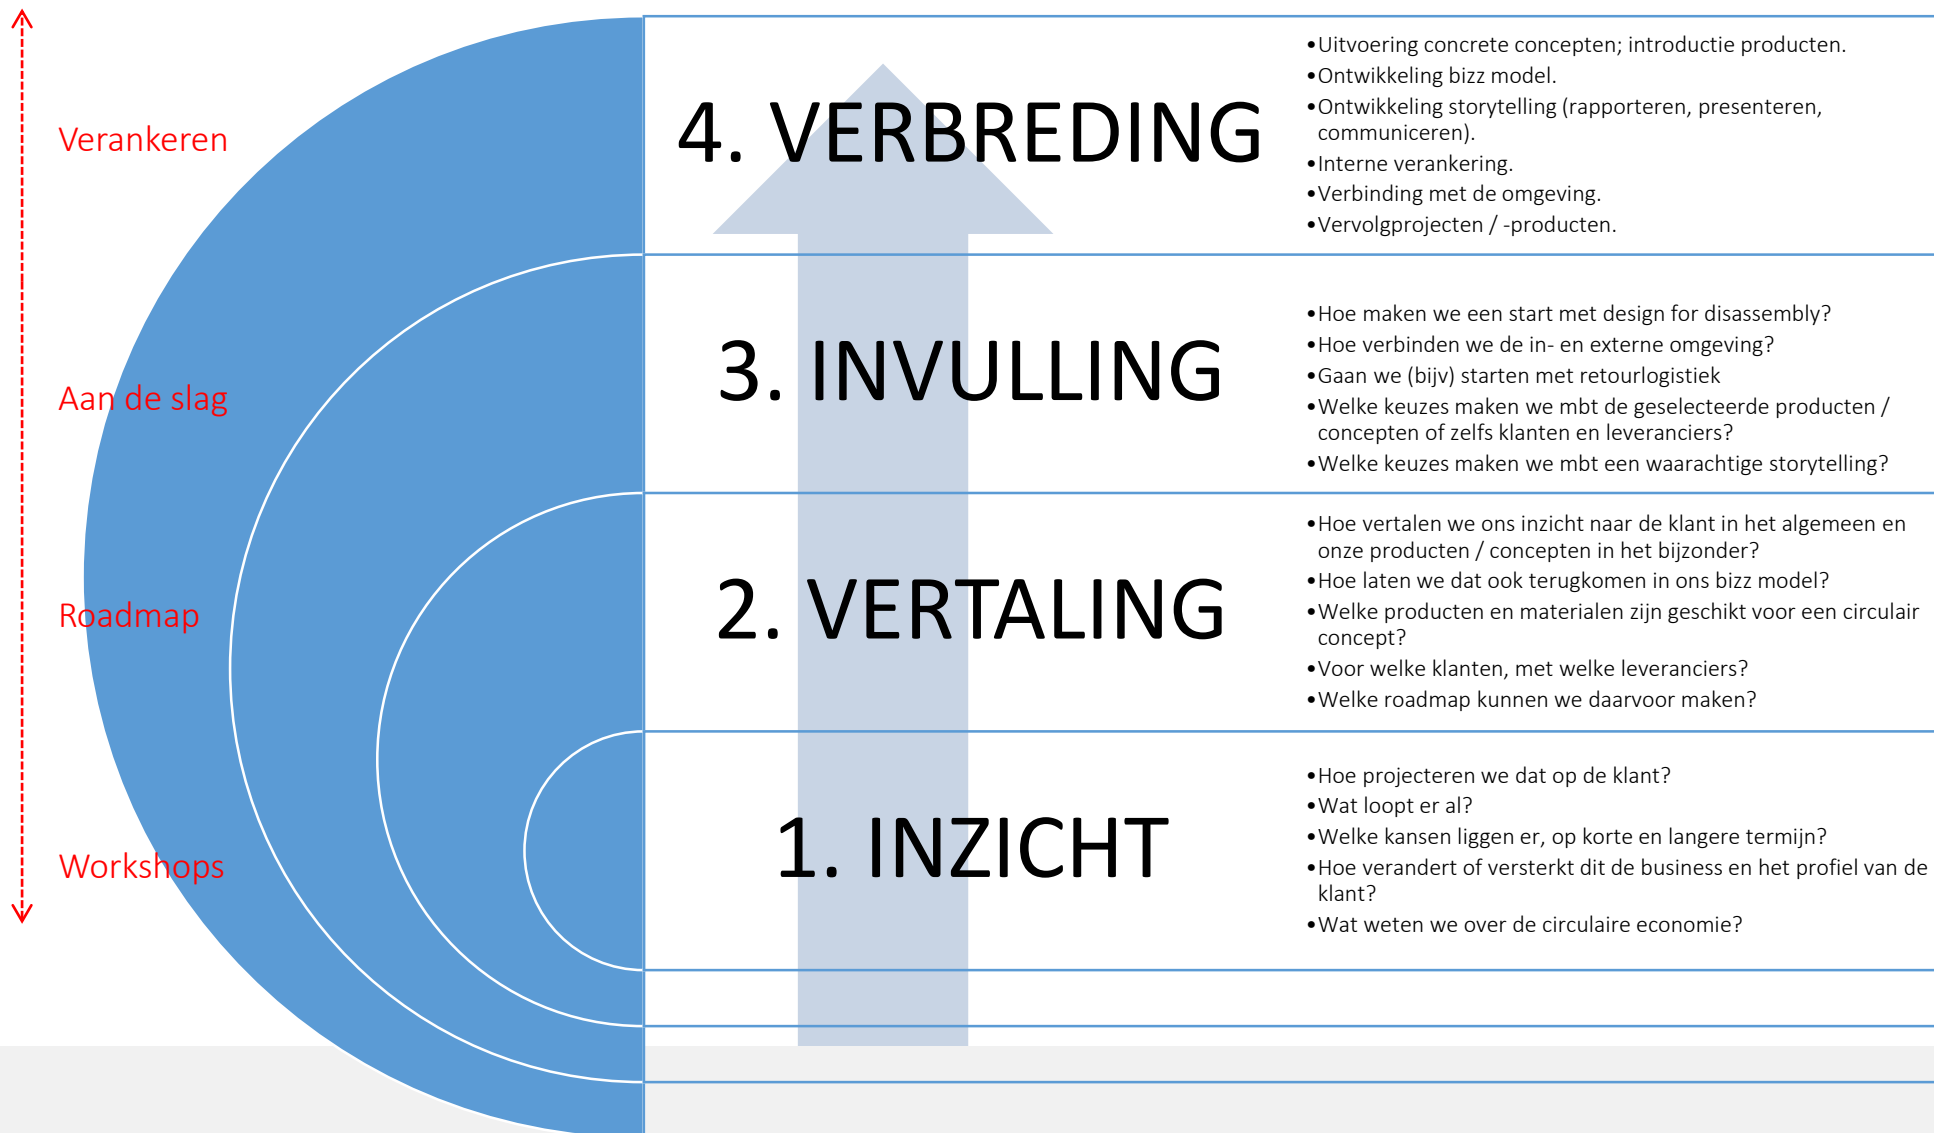 Verankeren
4. VERBREDING
•Uitvoering concrete concepten; introductie producten.
•Ontwikkeling bizz model.
•Ontwikkeling storytelling (rapporteren, presenteren,
communiceren).
•Interne verankering.
•Verbinding met de omgeving.
•Vervolgprojecten / -producten.
Aan de slag
3. INVULLING
•Hoe maken we een start met design for disassembly?
•Hoe verbinden we de in- en externe omgeving?
•Gaan we (bijv) starten met retourlogistiek
•Welke keuzes maken we mbt de geselecteerde producten /
concepten of zelfs klanten en leveranciers?
•Welke keuzes maken we mbt een waarachtige storytelling?
Roadmap
2. VERTALING
•Hoe vertalen we ons inzicht naar de klant in het algemeen en
onze producten / concepten in het bijzonder?
•Hoe laten we dat ook terugkomen in ons bizz model?
•Welke producten en materialen zijn geschikt voor een circulair
concept?
•Voor welke klanten, met welke leveranciers?
•Welke roadmap kunnen we daarvoor maken?
Workshops
1. INZICHT
•Hoe projecteren we dat op de klant?
•Wat loopt er al?
•Welke kansen liggen er, op korte en langere termijn?
•Hoe verandert of versterkt dit de business en het profiel van de
klant?
•Wat weten we over de circulaire economie?